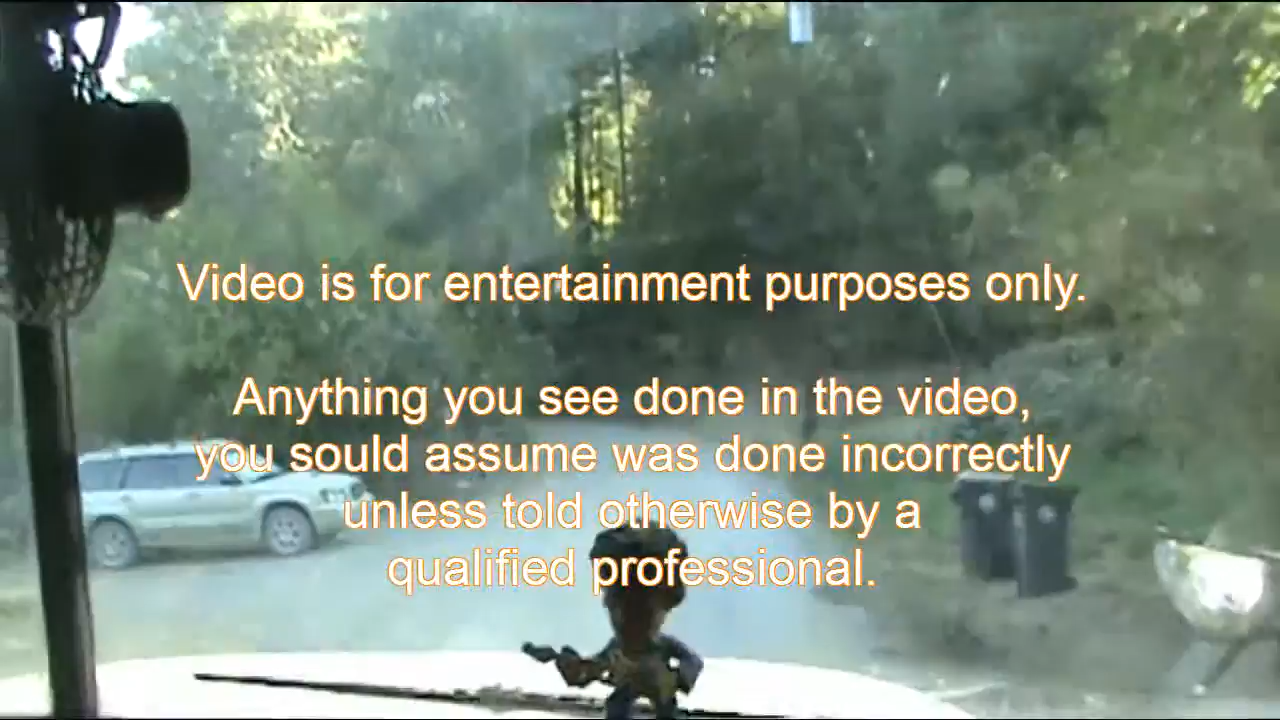 Video is for entertainment purposes only.
Anything you see done in the video,
you sould assume was done incorrectly
unless told otherwise by a
qualified professional.